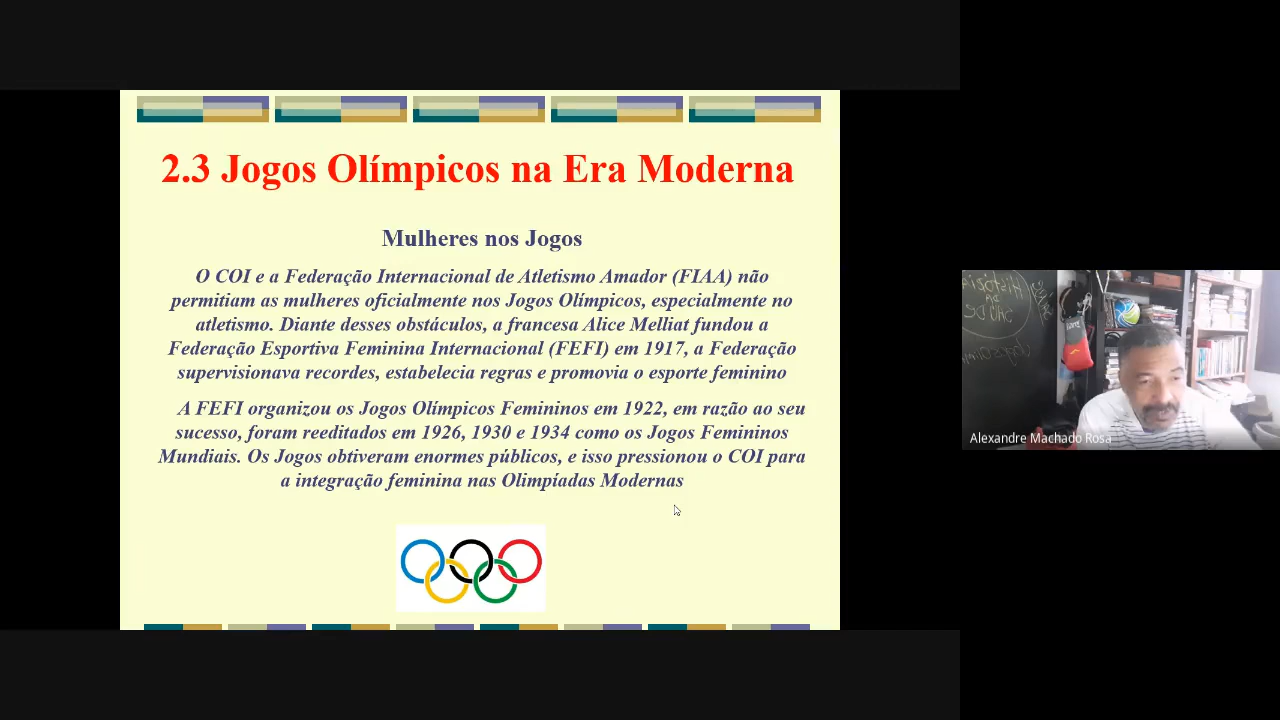 2.3 Jogos Olímpicos na Era Moderna
Mulheres nos Jogos
O COI e a Federação Internacional de Atletismo Amador (FIAA) não
permitiam as mulheres oficialmente nos Jogos Olímpicos, especialmente no
atletismo. Diante desses obstáculos, a francesa Alice Melliat fundou a
Federação Esportiva Feminina Internacional (FEFI) em 1917, a Federação
supervisionava recordes, estabelecia regras e promovia o esporte feminino
A FEFI organizou os Jogos Olímpicos Femininos em 1922, em razão ao seu
sucesso, foram reeditados em 1926, 1930 e 1934 como os Jogos Femininos
Mundiais. Os Jogos obtiveram enormes públicos, e isso pressionou o COI para
a integração feminina nas Olimpíadas Modernas
Alexandre Machado Rosa